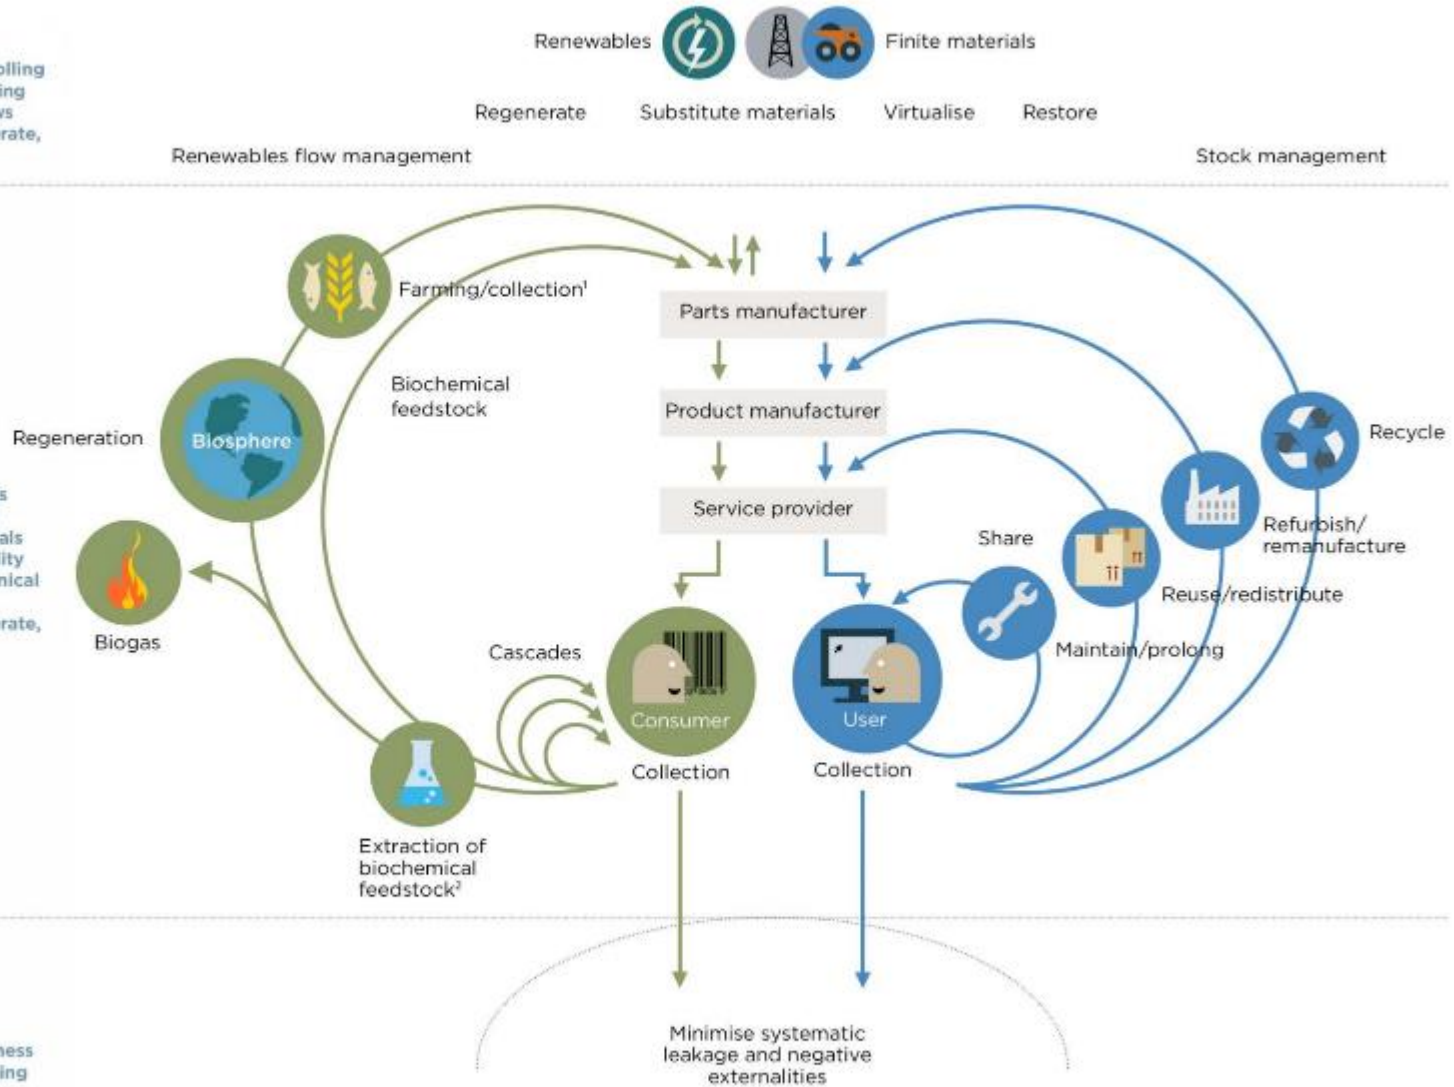 Renewables
Finite materials
Regenerate
Substitute materials
Virtualise
Restore
Renewables flow management
Stock management
Farming/collection¹
Parts manufacturer
Biochemical
feedstock
Product manufacturer
Regeneration
Biosphere
Recycle
Service provider
Share
Refurbish/
remanufacture
Reuse/redistribute
Biogas
Cascades
Maintain/prolong
Consumer
User
Collection
Collection
Extraction of
biochemical
feedstock²
Minimise systematic
leakage and negative
externalities